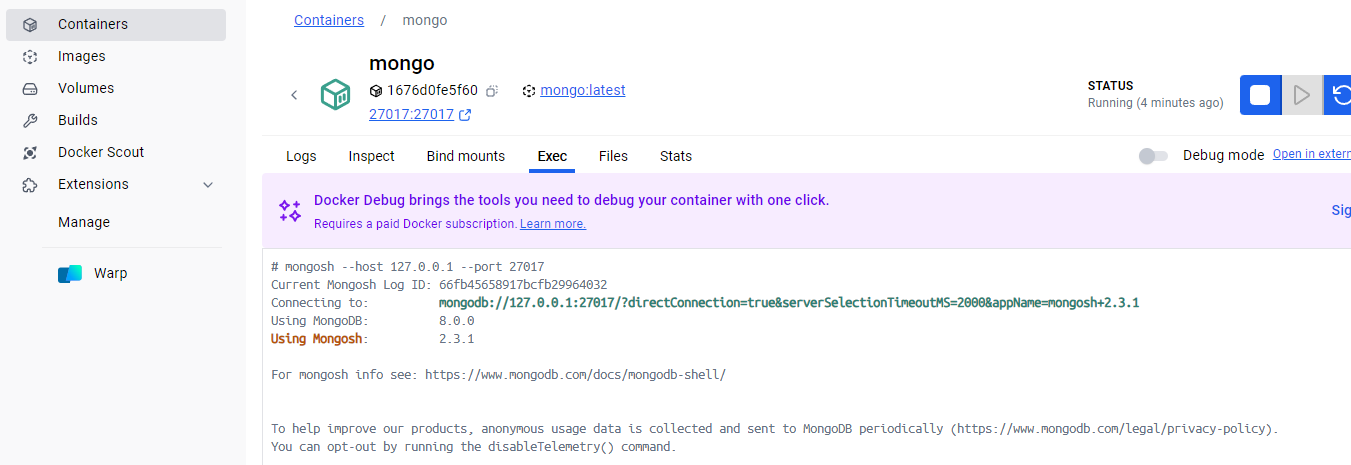 Containers
Images
Volumes
Builds
Docker Scout
Extensions
Manage
Warp
Containers / mongo
mongo
1676d0fe5f60 mongo:latest
27017:27017
STATUS
Running (4 minutes ago)
Logs Inspect Bind mounts Exec Files Stats
Debug mode Open in extern
Docker Debug brings the tools you need to debug your container with one click.
Requires a paid Docker subscription. Learn more.
Sig
# mongosh --host 127.0.0.1 --port 27017
Current Mongosh Log ID: 66fb45658917bcfb29964032
Connecting to: mongodb://127.0.0.1:27017/?directConnection=true&serverSelectionTimeoutMS=2000&appName=mongosh+2.3.1
Using MongoDB: 8.0.0
Using Mongosh: 2.3.1
For mongosh info see: https://www.mongodb.com/docs/mongodb-shell/
To help improve our products, anonymous usage data is collected and sent to MongoDB periodically (https://www.mongodb.com/legal/privacy-policy).
You can opt-out by running the disableTelemetry() command.